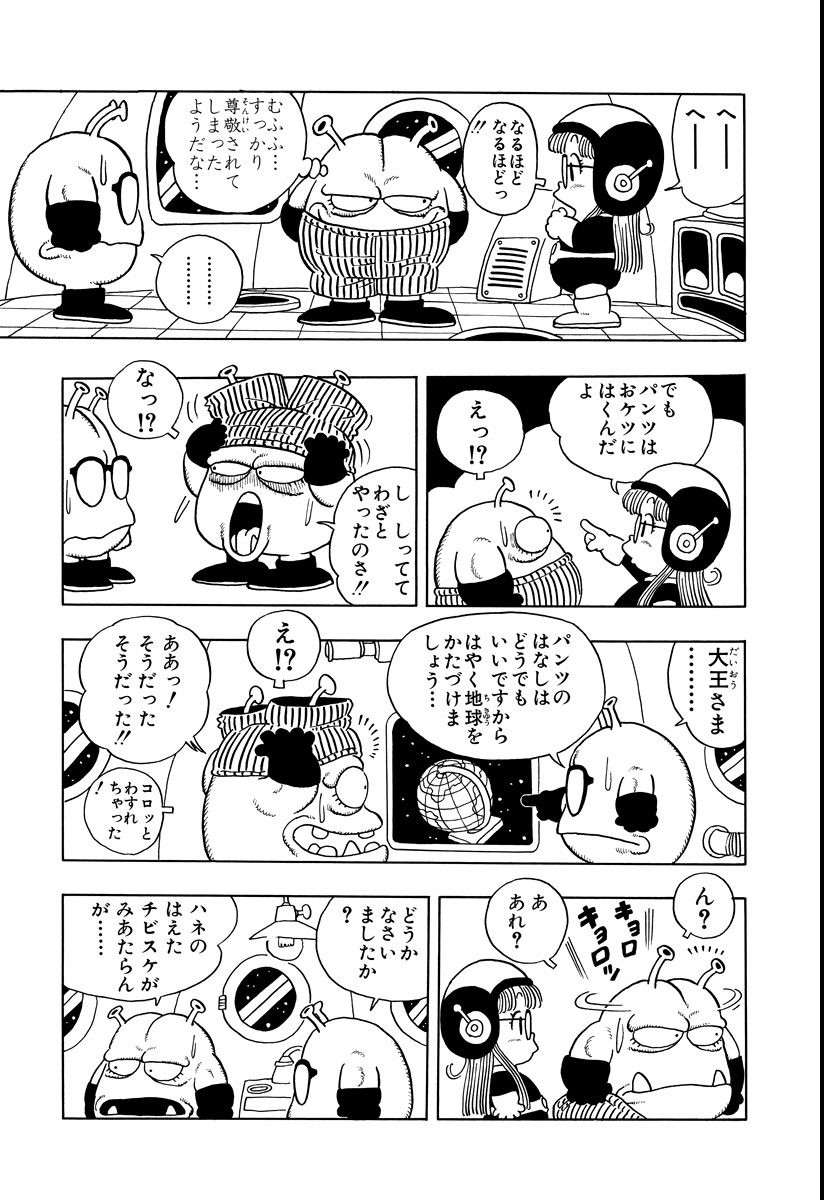 へーー
なるほど
なるほどっ
!!
むふふ…
すっかり
尊敬されて
しまった
ようだな…
………
………
でも
パンツは
おケツに
はくんだ
よ
えっ!?
し しってて
わざと
やったのさ!!
なっ!?
大王さま
………
パンツの
はなしは
どうでも
いいですから
はやく地球を
かたづけま
しょう…
え!?
ああっ!
そうだった
そうだった!!
コロッと
わすれ
ちゃった
!
ん?
キョロ
キョロッ
あ
あれ?
どうか
なさい
ましたか
?
ハネの
はえた
チビスケが
みあたらん
が……